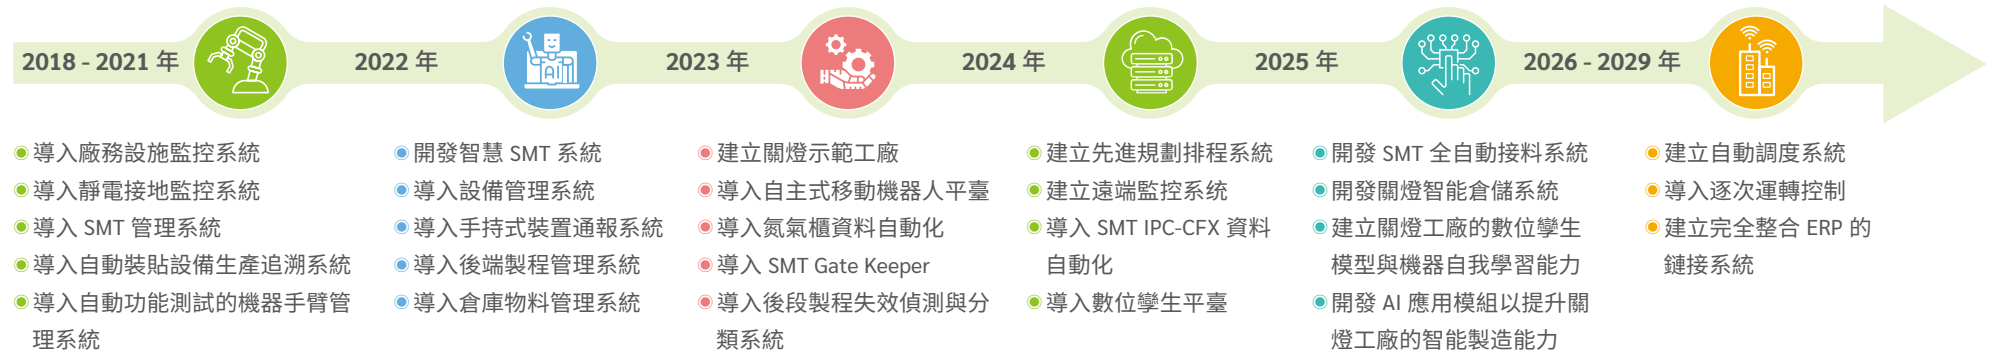 2018 - 2021 年
2022 年
2023 年
2024 年
2025 年
2026 - 2029 年
導入廠務設施監控系統
導入靜電接地監控系統
導入 SMT 管理系統
導入自動裝貼設備生產追溯系統
導入自動功能測試的機器手臂管
理系統
開發智慧 SMT 系統
導入設備管理系統
導入手持式裝置通報系統
導入後端製程管理系統
導入倉庫物料管理系統
建立關燈示範工廠
導入自主式移動機器人平臺
導入氮氣櫃資料自動化
導入 SMT Gate Keeper
導入後段製程失效偵測與分
類系統
建立先進規劃排程系統
建立遠端監控系统
導入 SMT IPC-CFX 資料
自動化
導入數位孿生平臺
開發 SMT 全自動接料系統
開發關燈智能倉儲系統
建立關燈工廠的數位孿生
模型與機器自我學習能力
開發 AI 應用模組以提升關
燈工廠的智能製造能力
建立自動調度系統
導入逐次運轉控制
建立完全整合 ERP 的
鏈接系統